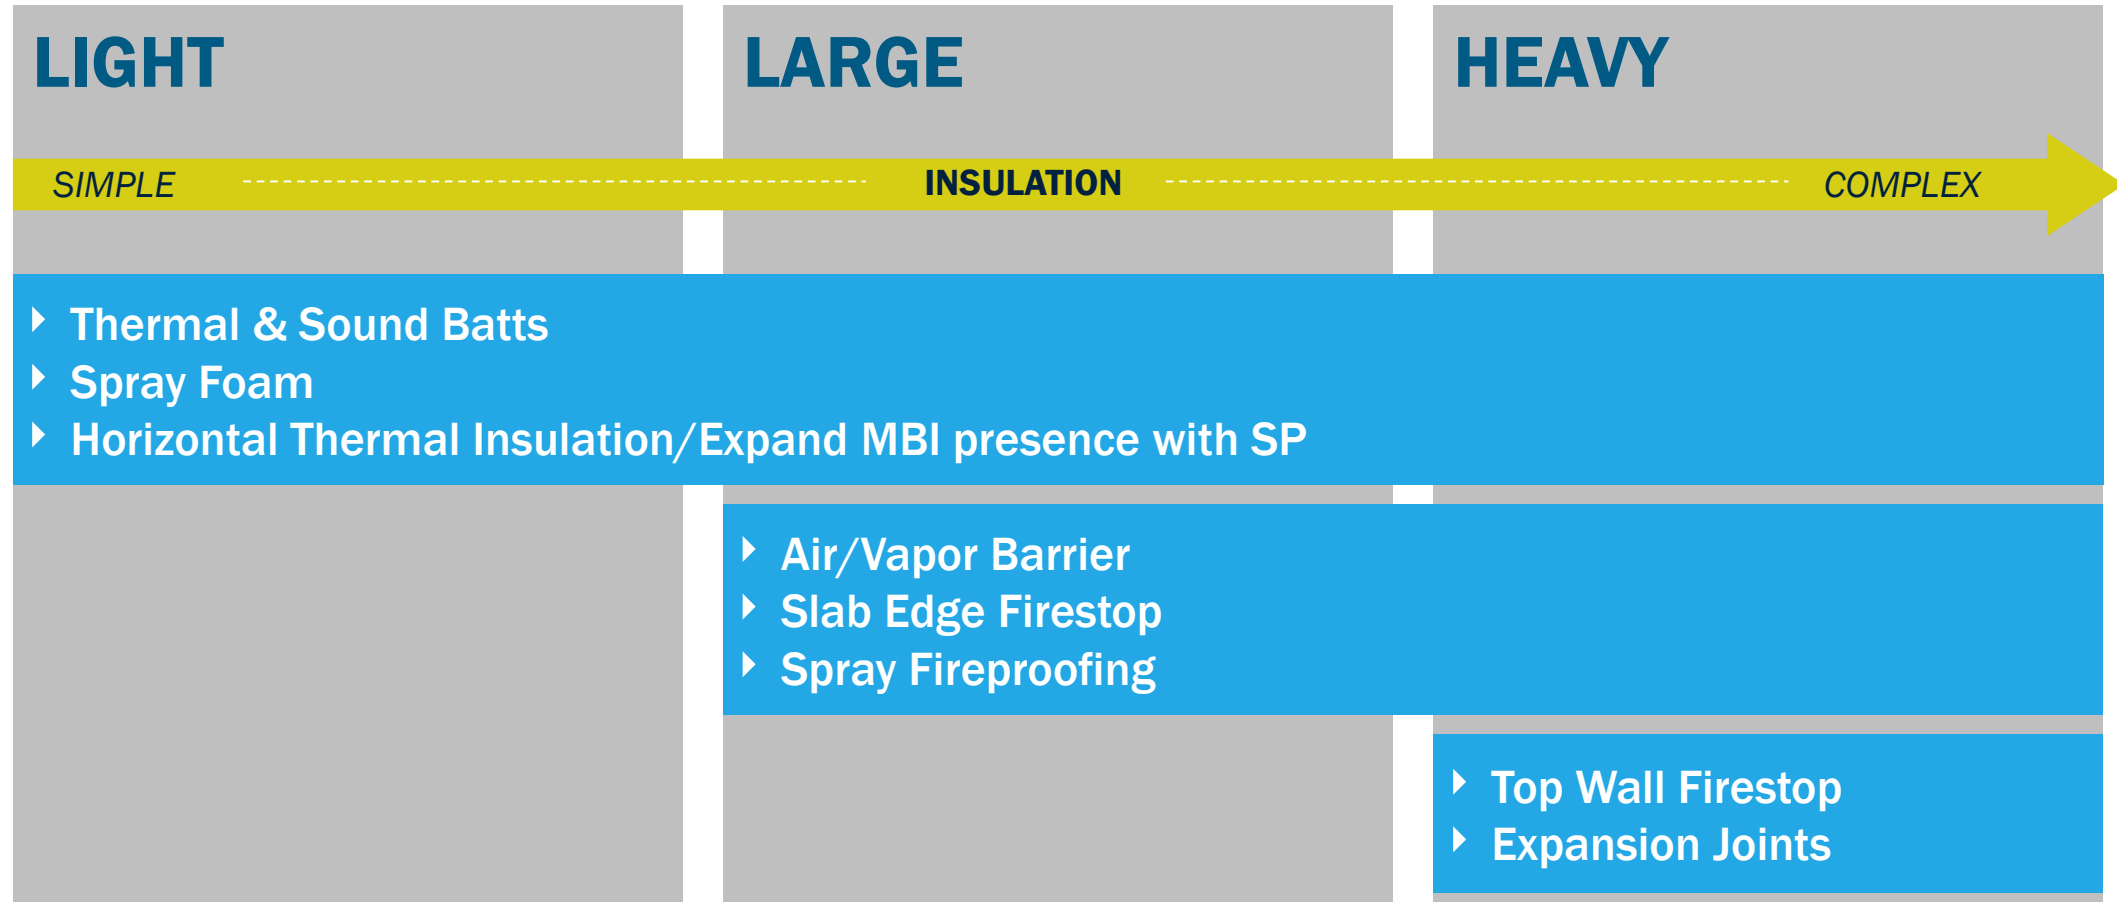 LIGHT
LARGE
HEAVY
SIMPLE
INSULATION
COMPLEX
Thermal & Sound Batts
Spray Foam
Horizontal Thermal Insulation/Expand MBI presence with SP
Air/Vapor Barrier
Slab Edge Firestop
Spray Fireproofing
Top Wall Firestop
Expansion Joints